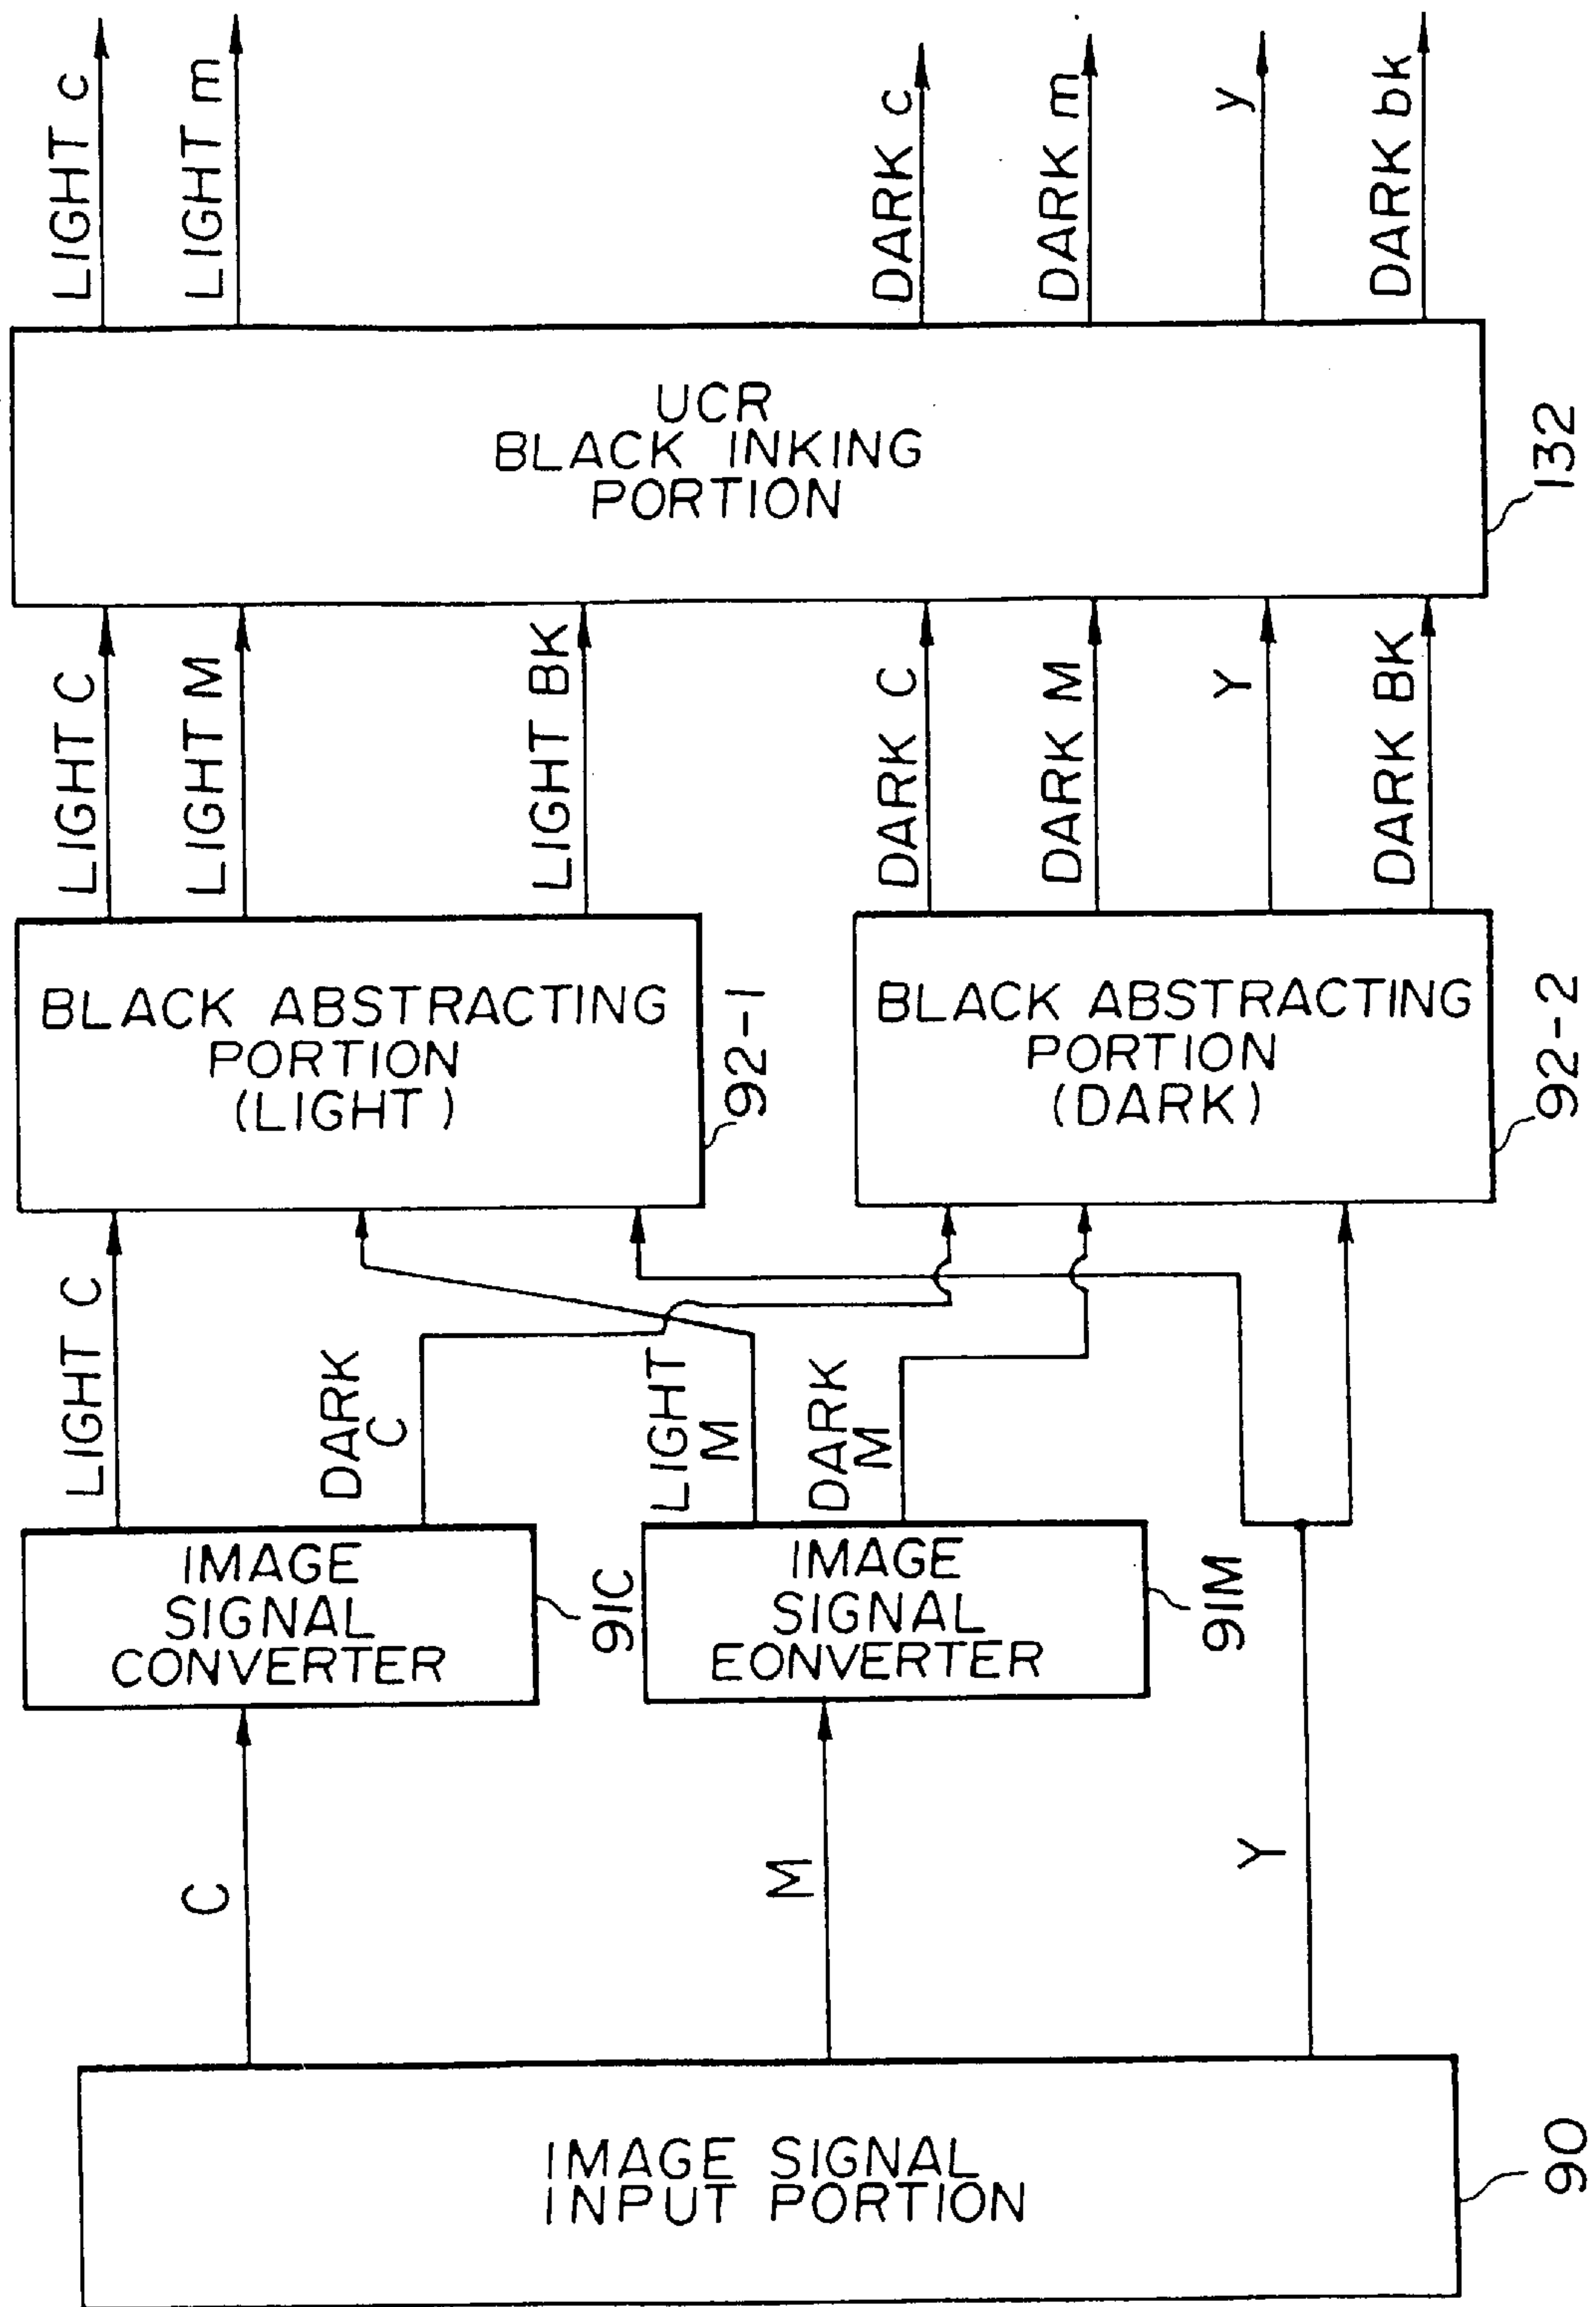 LIGHT c
LIGHT m
DARK c
DARK m
y
DARK bk
UCR
BLACK INKING
PORTION
132
LIGHT C
LIGHT M
LIGHT BK
DARK C
DARK M
Y
DARK BK
BLACK ABSTRACTING
PORTION
(LIGHT)
92-1
BLACK ABSTRACTING
PORTION
(DARK)
92-2
LIGHT C
DARK
C
LIGHT
M
DARK
M
IMAGE
SIGNAL
CONVERTER
91C
IMAGE
SIGNAL
EONVERTER
91M
C
M
Y
IMAGE SIGNAL
INPUT PORTION
90